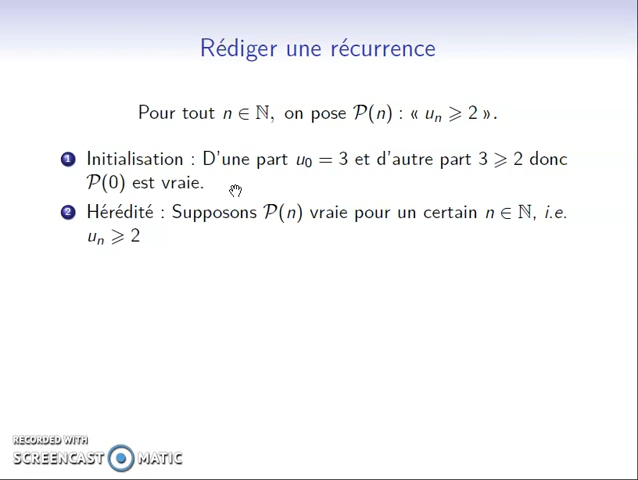 Rédiger une récurrence
Pour tout n ∈ ℕ, on pose 𝒫(n) : « uₙ ⩾ 2 ».
1 Initialisation : D'une part u₀ = 3 et d'autre part 3 ⩾ 2 donc
𝒫(0) est vraie.
2 Hérédité : Supposons 𝒫(n) vraie pour un certain n ∈ ℕ, i.e.
uₙ ⩾ 2
RECORDED WITH
SCREENCAST MATIC